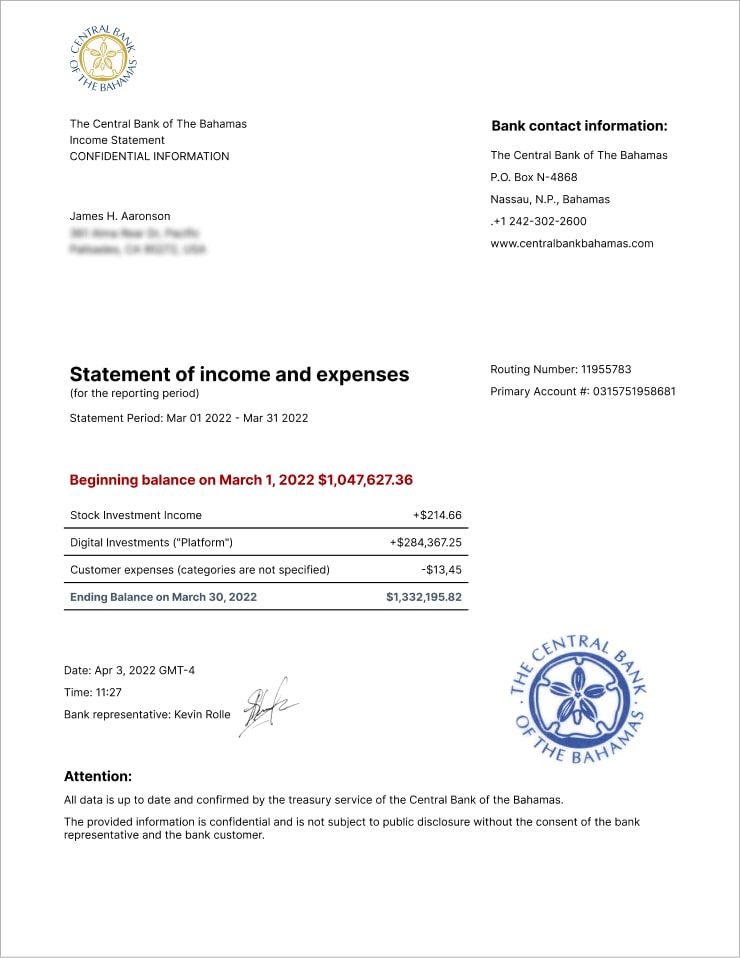 CENTRAL BANK
OF THE BAHAMAS
The Central Bank of The Bahamas
Income Statement
CONFIDENTIAL INFORMATION
Bank contact information:
The Central Bank of The Bahamas
P.O. Box N-4868
Nassau, N.P., Bahamas
.+1 242-302-2600
www.centralbankbahamas.com
James H. Aaronson
Statement of income and expenses
(for the reporting period)
Statement Period: Mar 01 2022 - Mar 31 2022
Routing Number: 11955783
Primary Account #: 0315751958681
Beginning balance on March 1, 2022 $1,047,627.36
Stock Investment Income +$214.66
Digital Investments ("Platform") +$284,367.25
Customer expenses (categories are not specified) -$13,45
Ending Balance on March 30, 2022 $1,332,195.82
Date: Apr 3, 2022 GMT-4
Time: 11:27
Bank representative: Kevin Rolle
THE CENTRAL BANK
OF THE BAHAMAS
Attention:
All data is up to date and confirmed by the treasury service of the Central Bank of the Bahamas.
The provided information is confidential and is not subject to public disclosure without the consent of the bank
representative and the bank customer.